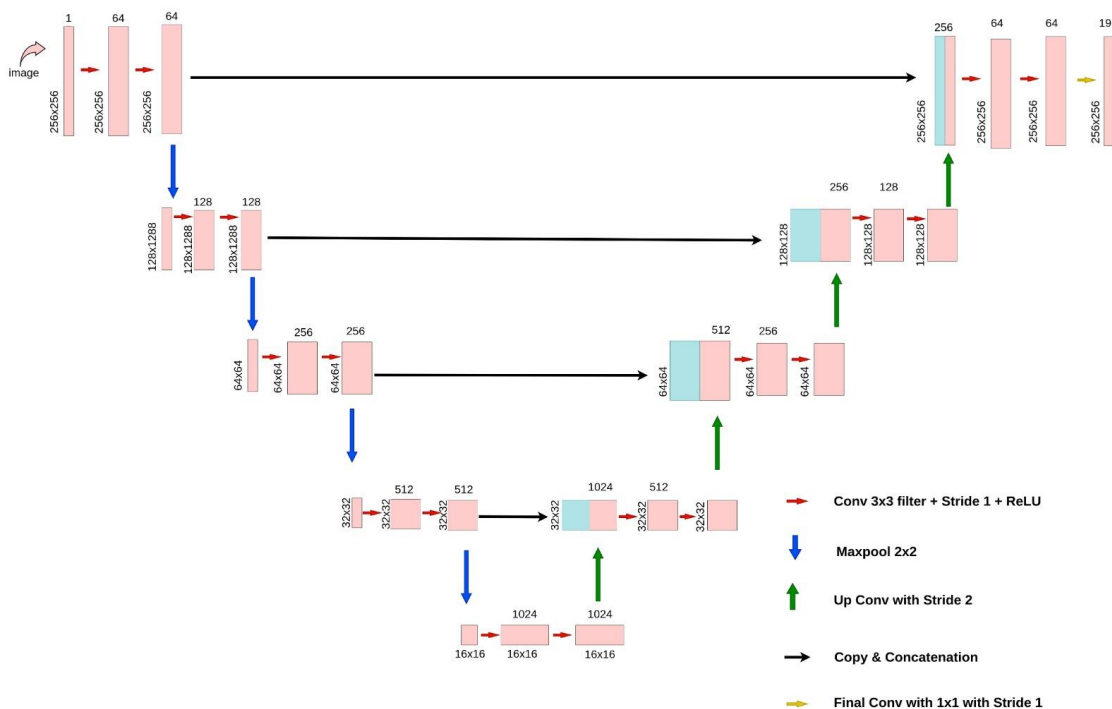 1
64
64
256
64
64
19
image
256x256
256x256
256x256
256x256
256x256
256x256
256x256
128
128
256
128
128x1288
128x1288
128x1288
128x128
128x128
128x128
256
256
512
256
64x64
64x64
64x64
64x64
64x64
512
512
1024
512
32x32
32x32
32x32
32x32
32x32
32x32
1024
1024
16x16
16x16
16x16
Conv 3x3 filter + Stride 1 + ReLU
Maxpool 2x2
Up Conv with Stride 2
Copy & Concatenation
Final Conv with 1x1 with Stride 1